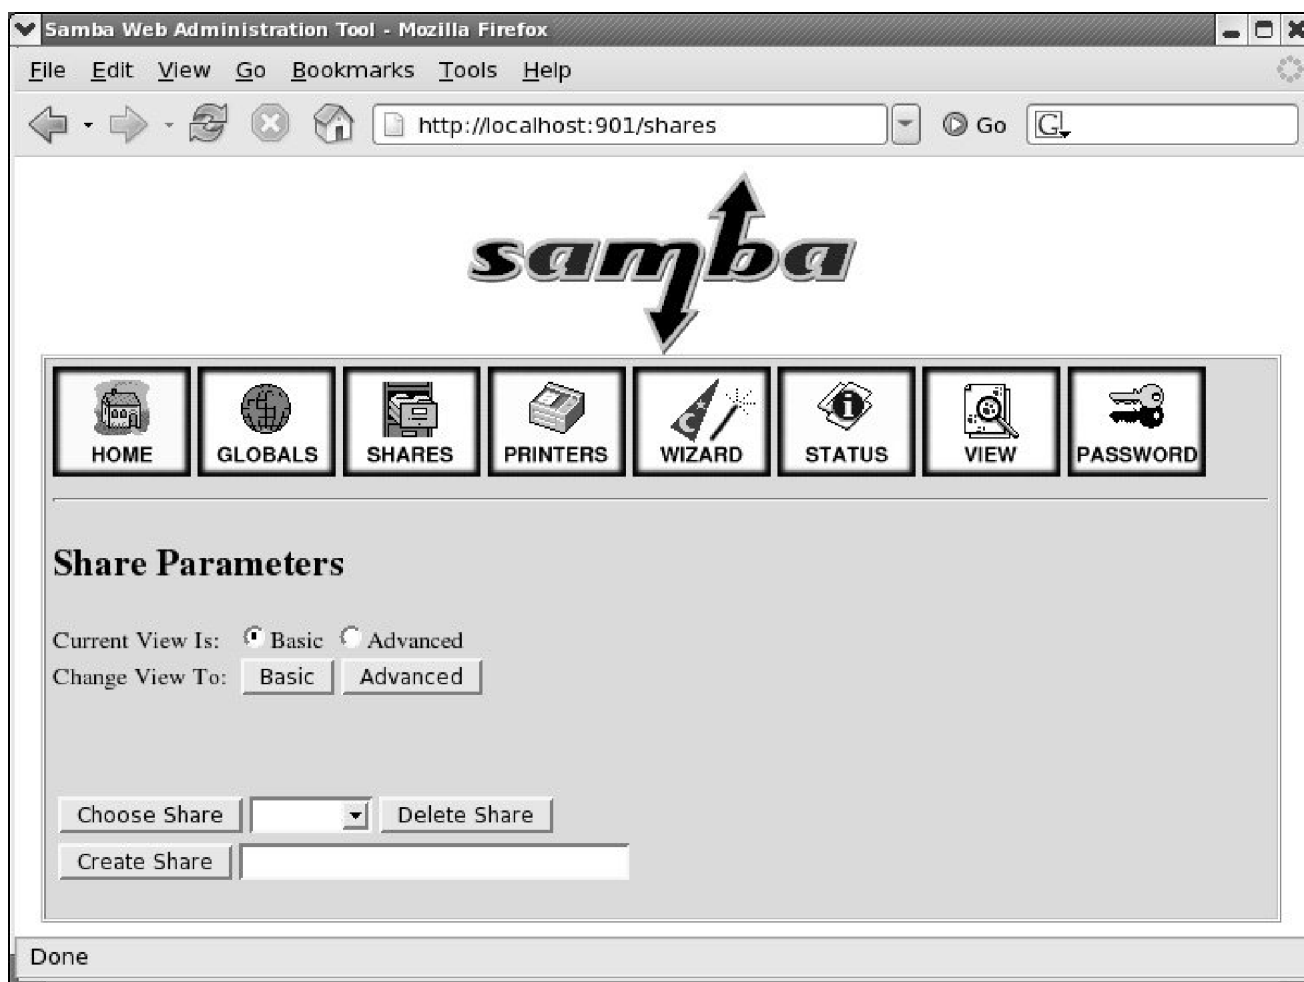 Samba Web Administration Tool - Mozilla Firefox
File Edit View Go Bookmarks Tools Help
http://localhost:901/shares Go G
samba
HOME GLOBALS SHARES PRINTERS WIZARD STATUS VIEW PASSWORD
Share Parameters
Current View Is: Basic Advanced
Change View To: Basic Advanced
Choose Share Delete Share
Create Share
Done